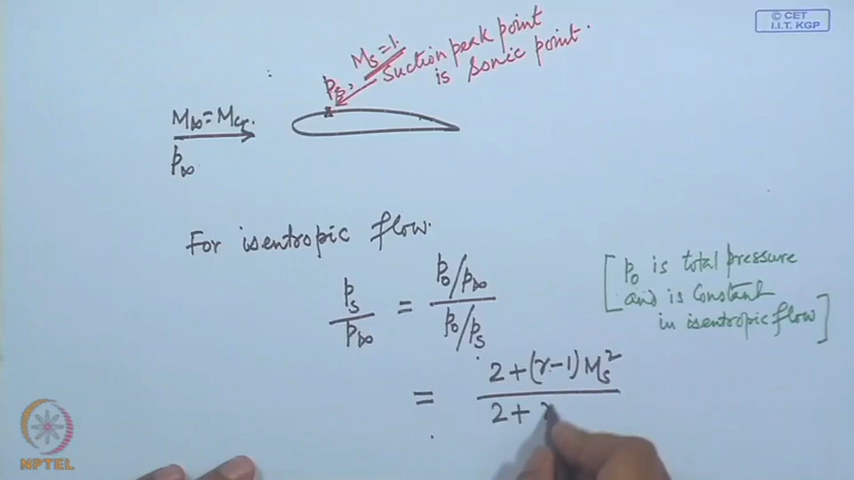 © CET
I.I.T. KGP
M∞=Mcr.
p∞
ps, Ms=1.
Suction peak point
is sonic point.
For isentropic flow.
ps/p∞ = (p0/p∞)/(p0/ps)
[p0 is total pressure
and is constant
in isentropic flow]
= (2+(γ-1)Ms²)/(2+
NPTEL